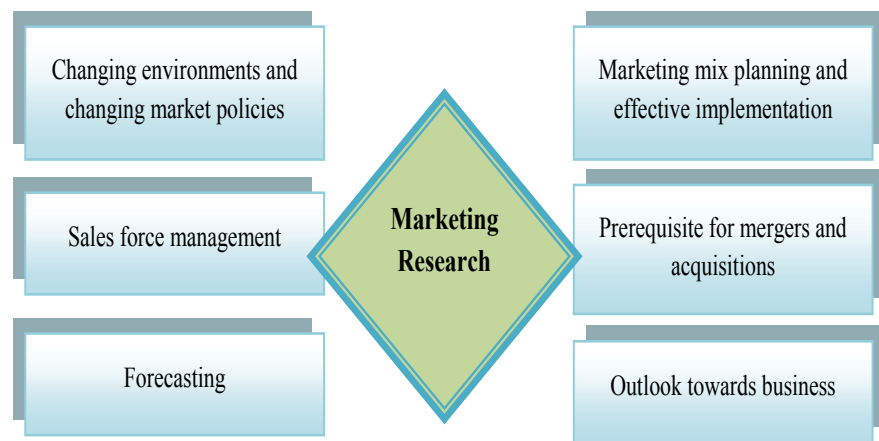 Changing environments and
changing market policies
Sales force management
Forecasting
Marketing
Research
Marketing mix planning and
effective implementation
Prerequisite for mergers and
acquisitions
Outlook towards business